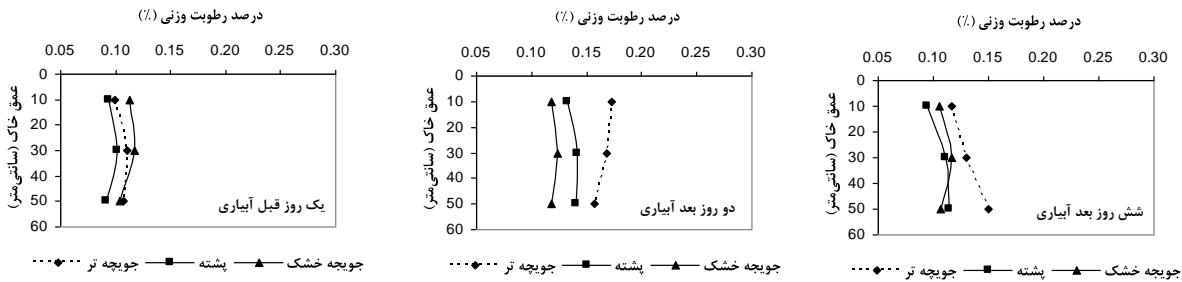 درصد رطوبت وزنی (٪)
0.05 0.10 0.15 0.20 0.25 0.30
0
10
20
30
40
50
60
عمق خاک (سانتی‌متر)
یک روز قبل آبیاری
جویچه تر پشته جویجه خشک
درصد رطوبت وزنی (٪)
0.05 0.10 0.15 0.20 0.25 0.30
0
10
20
30
40
50
60
عمق خاک (سانتی‌متر)
دو روز بعد آبیاری
جویچه تر پشته جویجه خشک
درصد رطوبت وزنی (٪)
0.05 0.10 0.15 0.20 0.25 0.30
0
10
20
30
40
50
60
عمق خاک (سانتی‌متر)
شش روز بعد آبیاری
جویچه تر پشته جویجه خشک